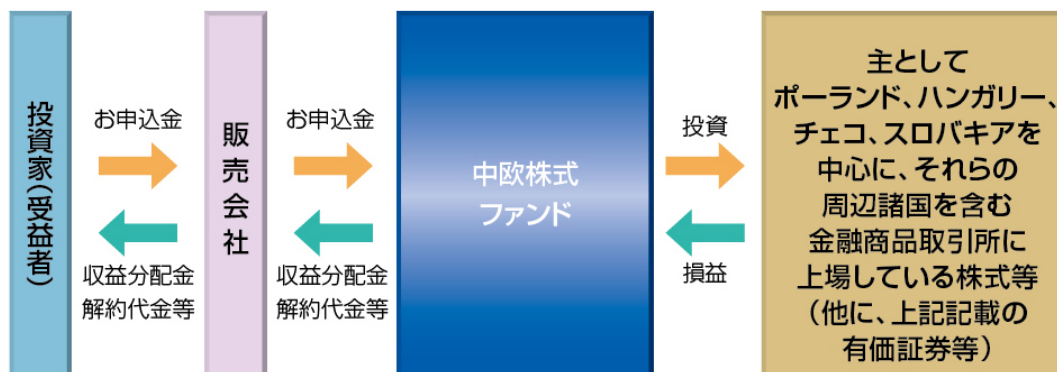 投資家(受益者)
お申込金
収益分配金
解約代金等
販売会社
お申込金
収益分配金
解約代金等
中欧株式
ファンド
投資
損益
主として
ポーランド、ハンガリー、
チェコ、スロバキアを
中心に、それらの
周辺諸国を含む
金融商品取引所に
上場している株式等
(他に、上記記載の
有価証券等)